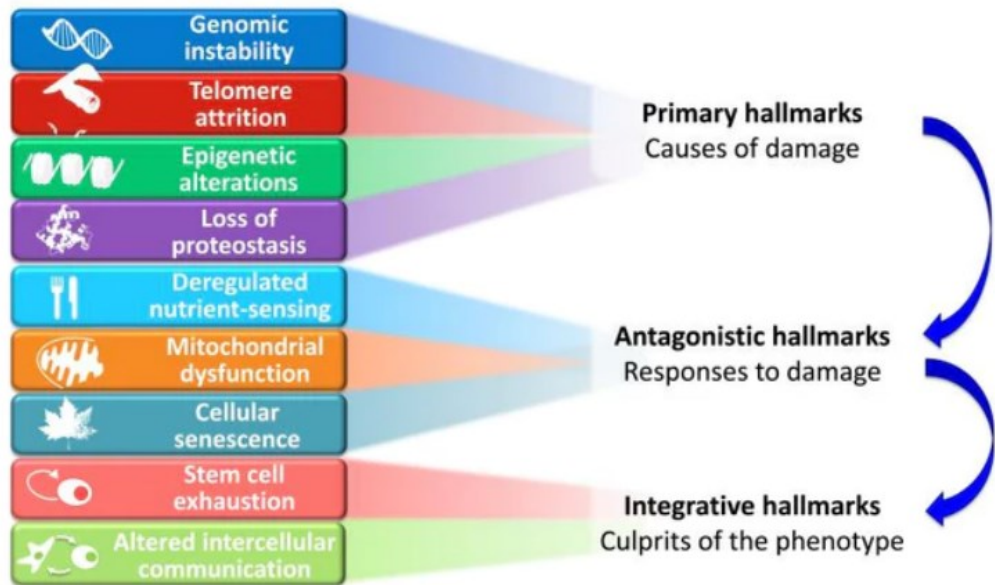 Genomic
instability
Telomere
attrition
Epigenetic
alterations
Loss of
proteostasis
Deregulated
nutrient-sensing
Mitochondrial
dysfunction
Cellular
senescence
Stem cell
exhaustion
Altered intercellular
communication
Primary hallmarks
Causes of damage
Antagonistic hallmarks
Responses to damage
Integrative hallmarks
Culprits of the phenotype